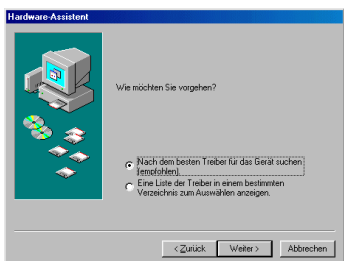 Hardware-Assistent
Wie möchten Sie vorgehen?
Nach dem besten Treiber für das Gerät suchen
(empfohlen).
Eine Liste der Treiber in einem bestimmten
Verzeichnis zum Auswählen anzeigen.
< Zurück
Weiter >
Abbrechen